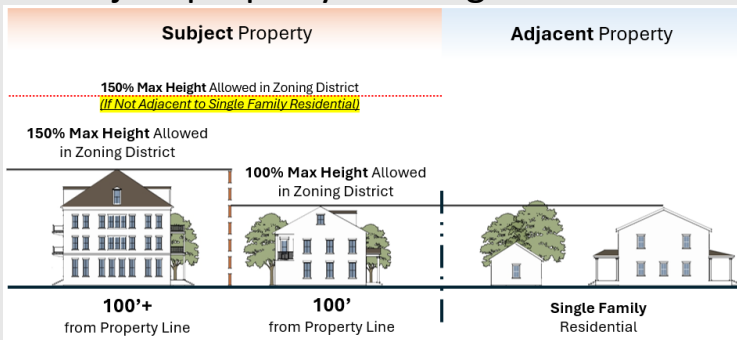 Subject Property
Adjacent Property
150% Max Height Allowed in Zoning District
(If Not Adjacent to Single Family Residential)
150% Max Height Allowed
in Zoning District
100% Max Height Allowed
in Zoning District
100'+
from Property Line
100'
from Property Line
Single Family
Residential